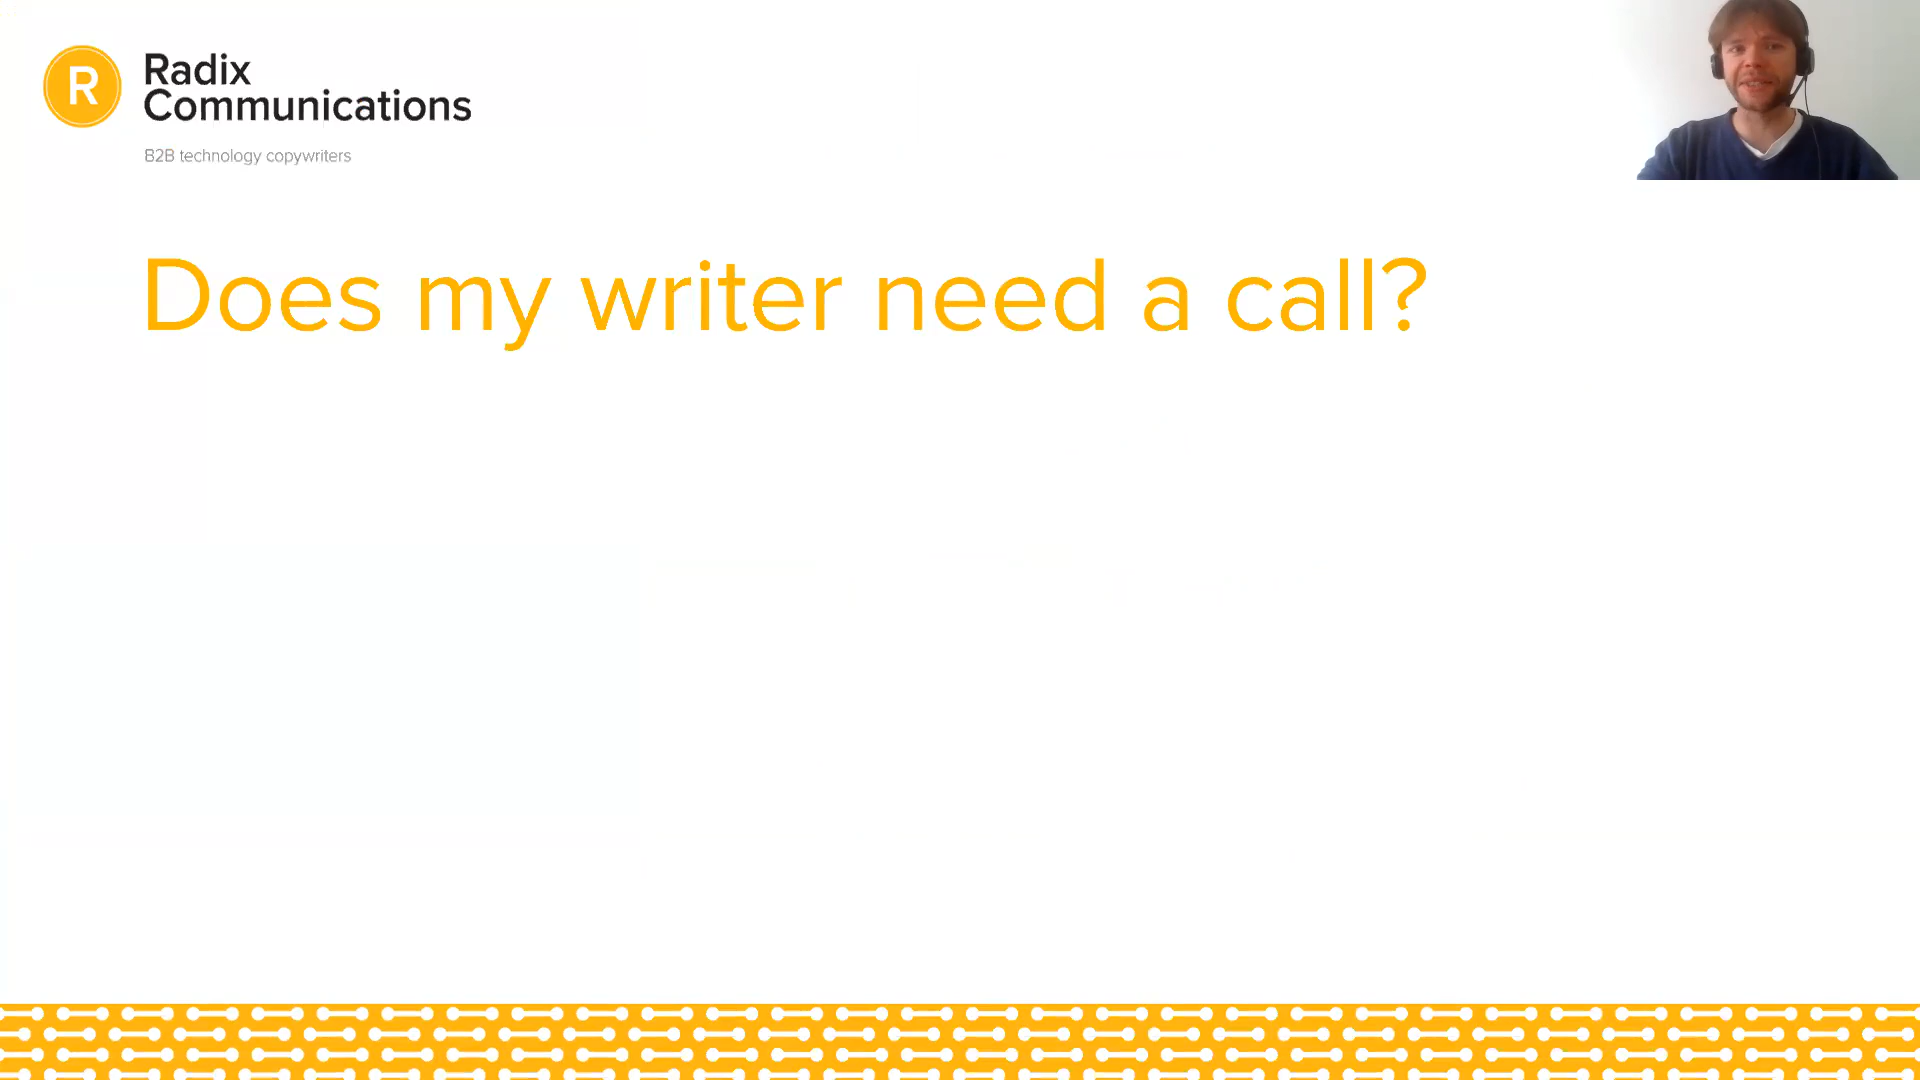 R
Radix
Communications
B2B technology copywriters
Does my writer need a call?